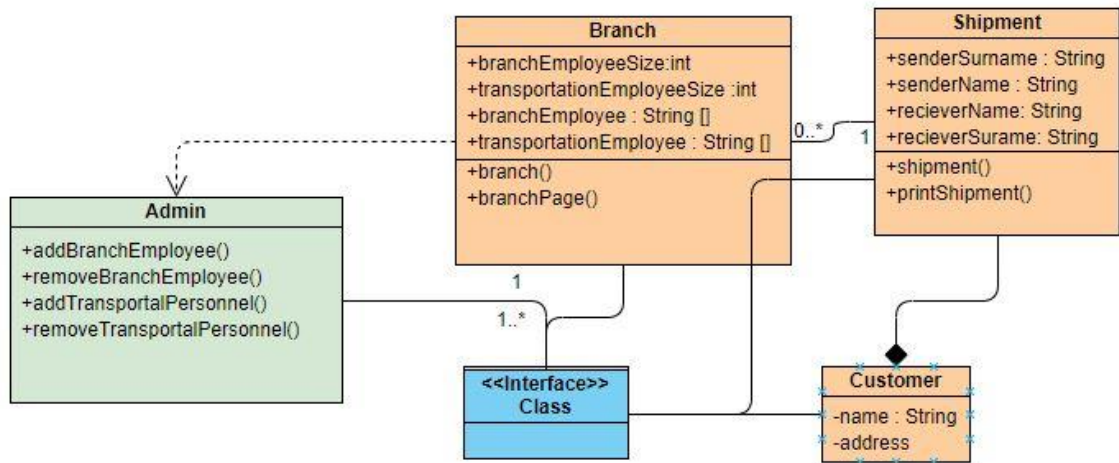 Branch
+branchEmployeeSize:int
+transportationEmployeeSize :int
+branchEmployee : String []
+transportationEmployee : String []
+branch()
+branchPage()
Shipment
+senderSurname : String
+senderName : String
+recieverName: String
+recieverSurame: String
+shipment()
+printShipment()
0..*
1
Admin
+addBranchEmployee()
+removeBranchEmployee()
+addTransportalPersonnel()
+removeTransportalPersonnel()
1
1..*
<<Interface>>
Class
Customer
-name : String
-address